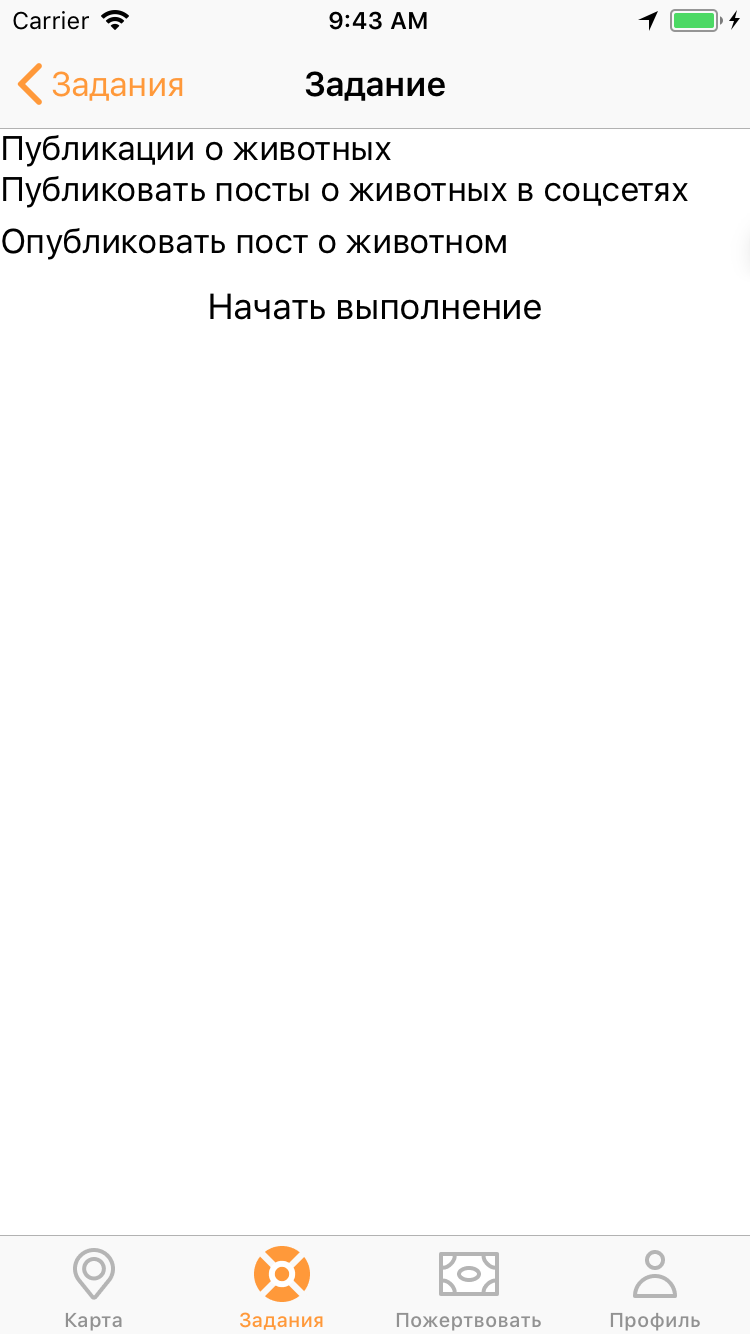 Carrier 9:43 AM
Задания Задание
Публикации о животных
Публиковать посты о животных в соцсетях
Опубликовать пост о животном
Начать выполнение
Карта Задания Пожертвовать Профиль